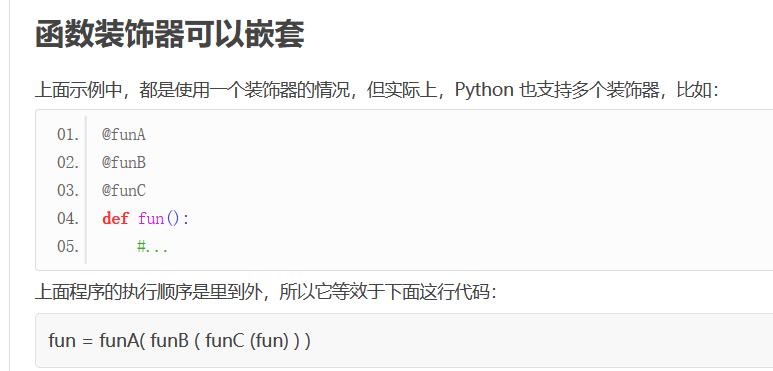 函数装饰器可以嵌套
上面示例中，都是使用一个装饰器的情况，但实际上，Python 也支持多个装饰器，比如：
01. @funA
02. @funB
03. @funC
04. def fun():
05.     #...
上面程序的执行顺序是里到外，所以它等效于下面这行代码：
fun = funA( funB ( funC (fun) ) )